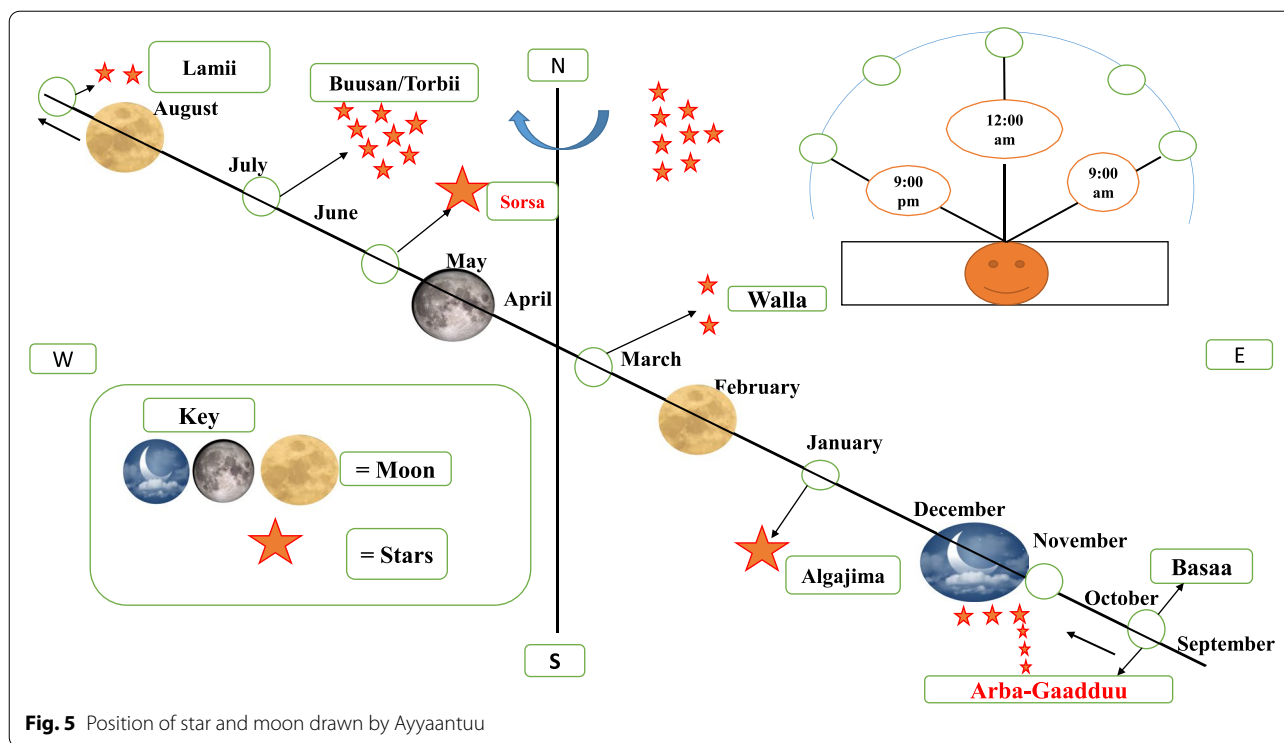 Lamii
August
Buusan/Torbii
July
June
Sorsa
May
April
N
S
W
E
12:00
am
9:00
pm
9:00
am
Walla
March
February
January
Algajima
December
November
October
September
Basaa
Arba-Gaadduu
Key
= Moon
= Stars
Fig. 5 Position of star and moon drawn by Ayyaantuu